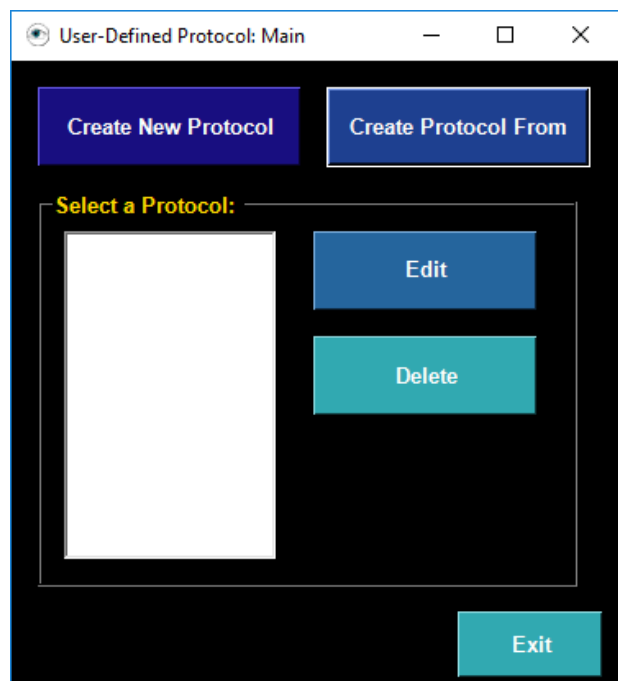 User-Defined Protocol: Main
Create New Protocol
Create Protocol From
Select a Protocol:
Edit
Delete
Exit